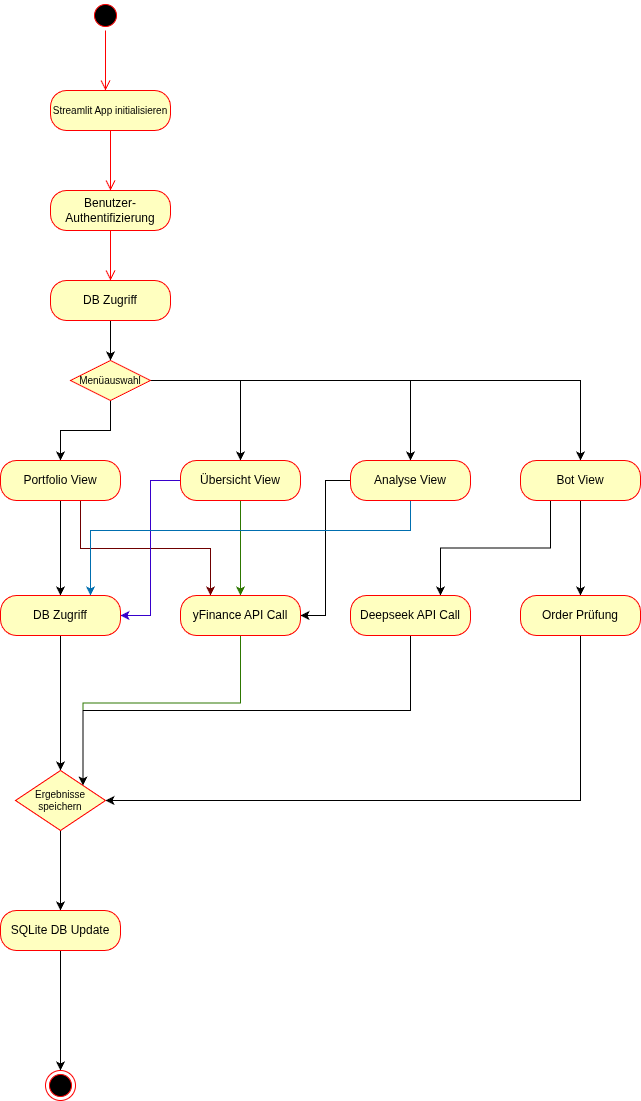 Streamlit App initialisieren
Benutzer-
Authentifizierung
DB Zugriff
Menüauswahl
Portfolio View
Übersicht View
Analyse View
Bot View
DB Zugriff
yFinance API Call
Deepseek API Call
Order Prüfung
Ergebnisse
speichern
SQLite DB Update